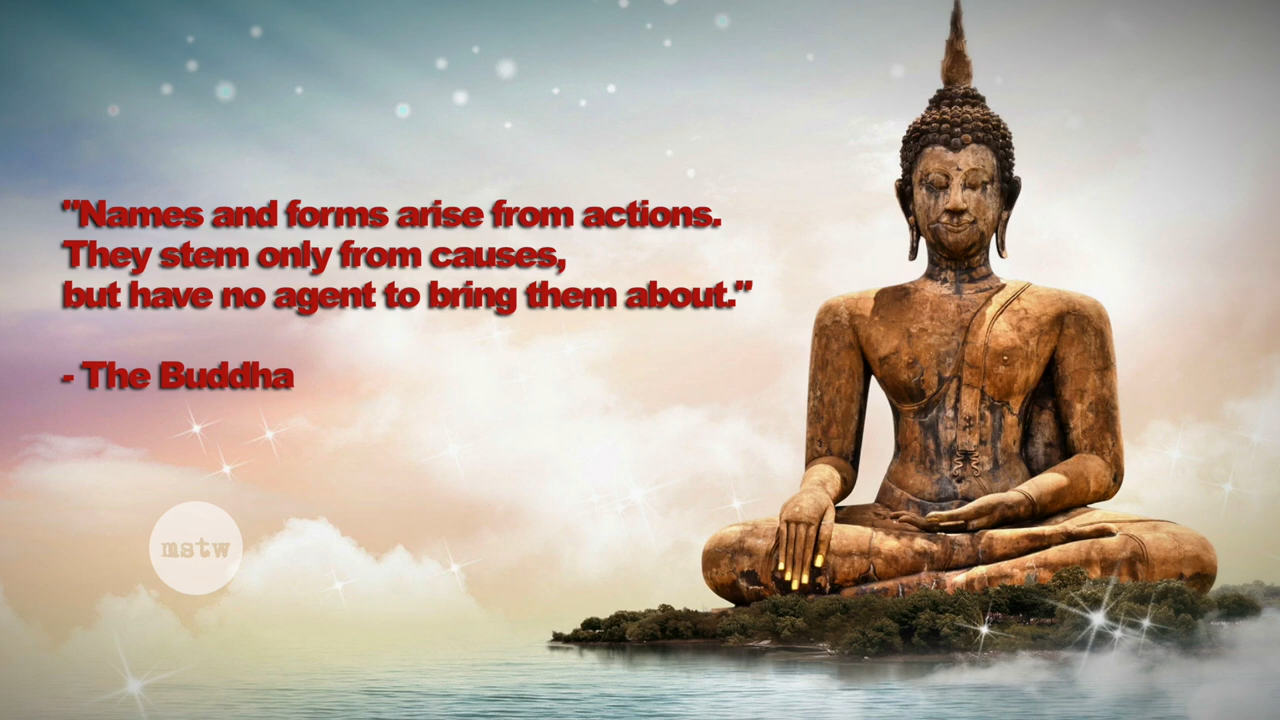 "Names and forms arise from actions.
They stem only from causes,
but have no agent to bring them about."
- The Buddha
mstw